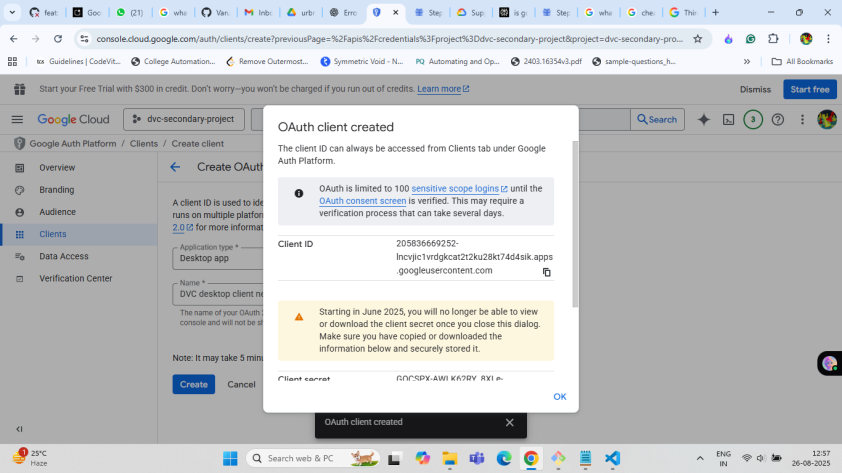 feat
Goo
(21)
wha
Van
Inbo
urb
Erro
Step
Sup
is g
Step
wha
che
Thir
console.cloud.google.com/auth/clients/create?previousPage=%2Fapis%2Fcredentials%3Fproject%3Ddvc-secondary-project&project=dvc-secondary-pro...
Guidelines | CodeVit...
College Automation...
Remove Outermost...
Symmetric Void - N...
PQ Automating and Op...
2403.16354v3.pdf
sample-questions_h...
»
All Bookmarks
Start your Free Trial with $300 in credit. Don't worry—you won't be charged if you run out of credits. Learn more
Dismiss
Start free
Google Cloud
dvc-secondary-project
Search
3
Google Auth Platform / Clients / Create client
Overview
Branding
Audience
Clients
Data Access
Verification Center
Create OAuth
A client ID is used to ide
runs on multiple platfor
2.0 for more informat
Application type *
Desktop app
Name *
DVC desktop client ne
The name of your OAuth
console and will not be sh
Note: It may take 5 minu
Create
Cancel
OAuth client created
The client ID can always be accessed from Clients tab under Google
Auth Platform.
OAuth is limited to 100 sensitive scope logins until the
OAuth consent screen is verified. This may require a
verification process that can take several days.
Client ID
205836669252-
lncvjic1vrdgkcat2t2ku28kt74d4sik.apps
.googleusercontent.com
Starting in June 2025, you will no longer be able to view
or download the client secret once you close this dialog.
Make sure you have copied or downloaded the
information below and securely stored it.
Client secret
OK
OAuth client created
1
25°C
Haze
Search web & PC
ENG
IN
12:57
26-08-2025